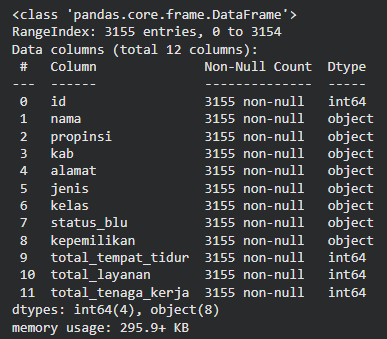 <class 'pandas.core.frame.DataFrame'>
RangeIndex: 3155 entries, 0 to 3154
Data columns (total 12 columns):
 #   Column              Non-Null Count  Dtype
---  ------              --------------  -----
 0   id                  3155 non-null   int64
 1   nama                3155 non-null   object
 2   propinsi            3155 non-null   object
 3   kab                 3155 non-null   object
 4   alamat              3155 non-null   object
 5   jenis               3155 non-null   object
 6   kelas               3155 non-null   object
 7   status_blu          3155 non-null   object
 8   kepemilikan         3155 non-null   object
 9   total_tempat_tidur  3155 non-null   int64
 10  total_layanan       3155 non-null   int64
 11  total_tenaga_kerja  3155 non-null   int64
dtypes: int64(4), object(8)
memory usage: 295.9+ KB